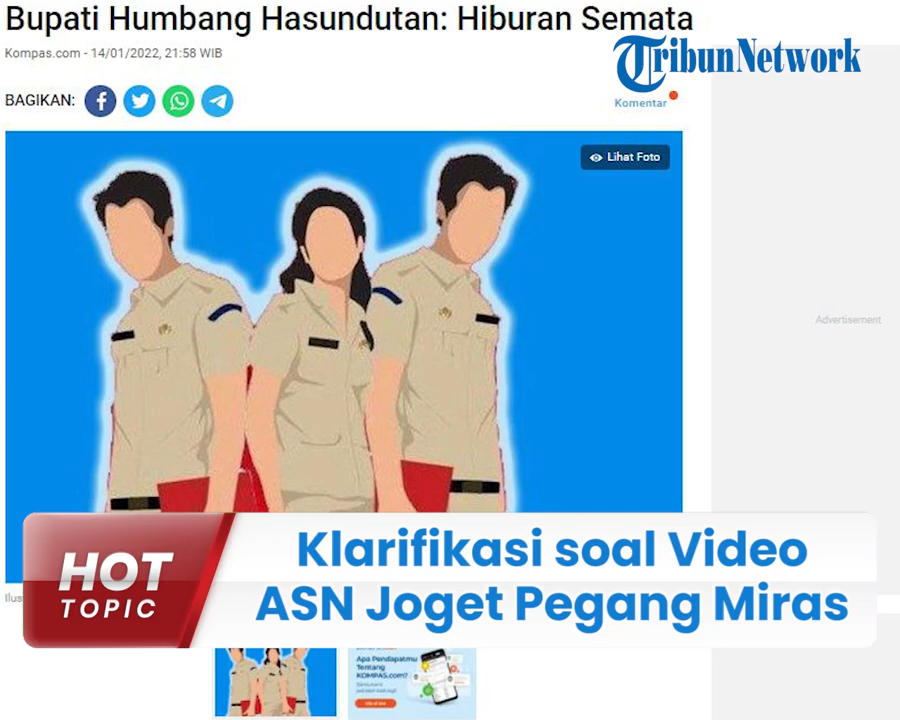 Bupati Humbang Hasundutan: Hiburan Semata
Kompas.com - 14/01/2022, 21:58 WIB
TribunNetwork
BAGIKAN:
Komentar
Lihat Foto
Advertisement
HOT
TOPIC
Klarifikasi soal Video
ASN Joget Pegang Miras
Ilus
Apa Pendapatmu
Tentang
KOMPAS.com?